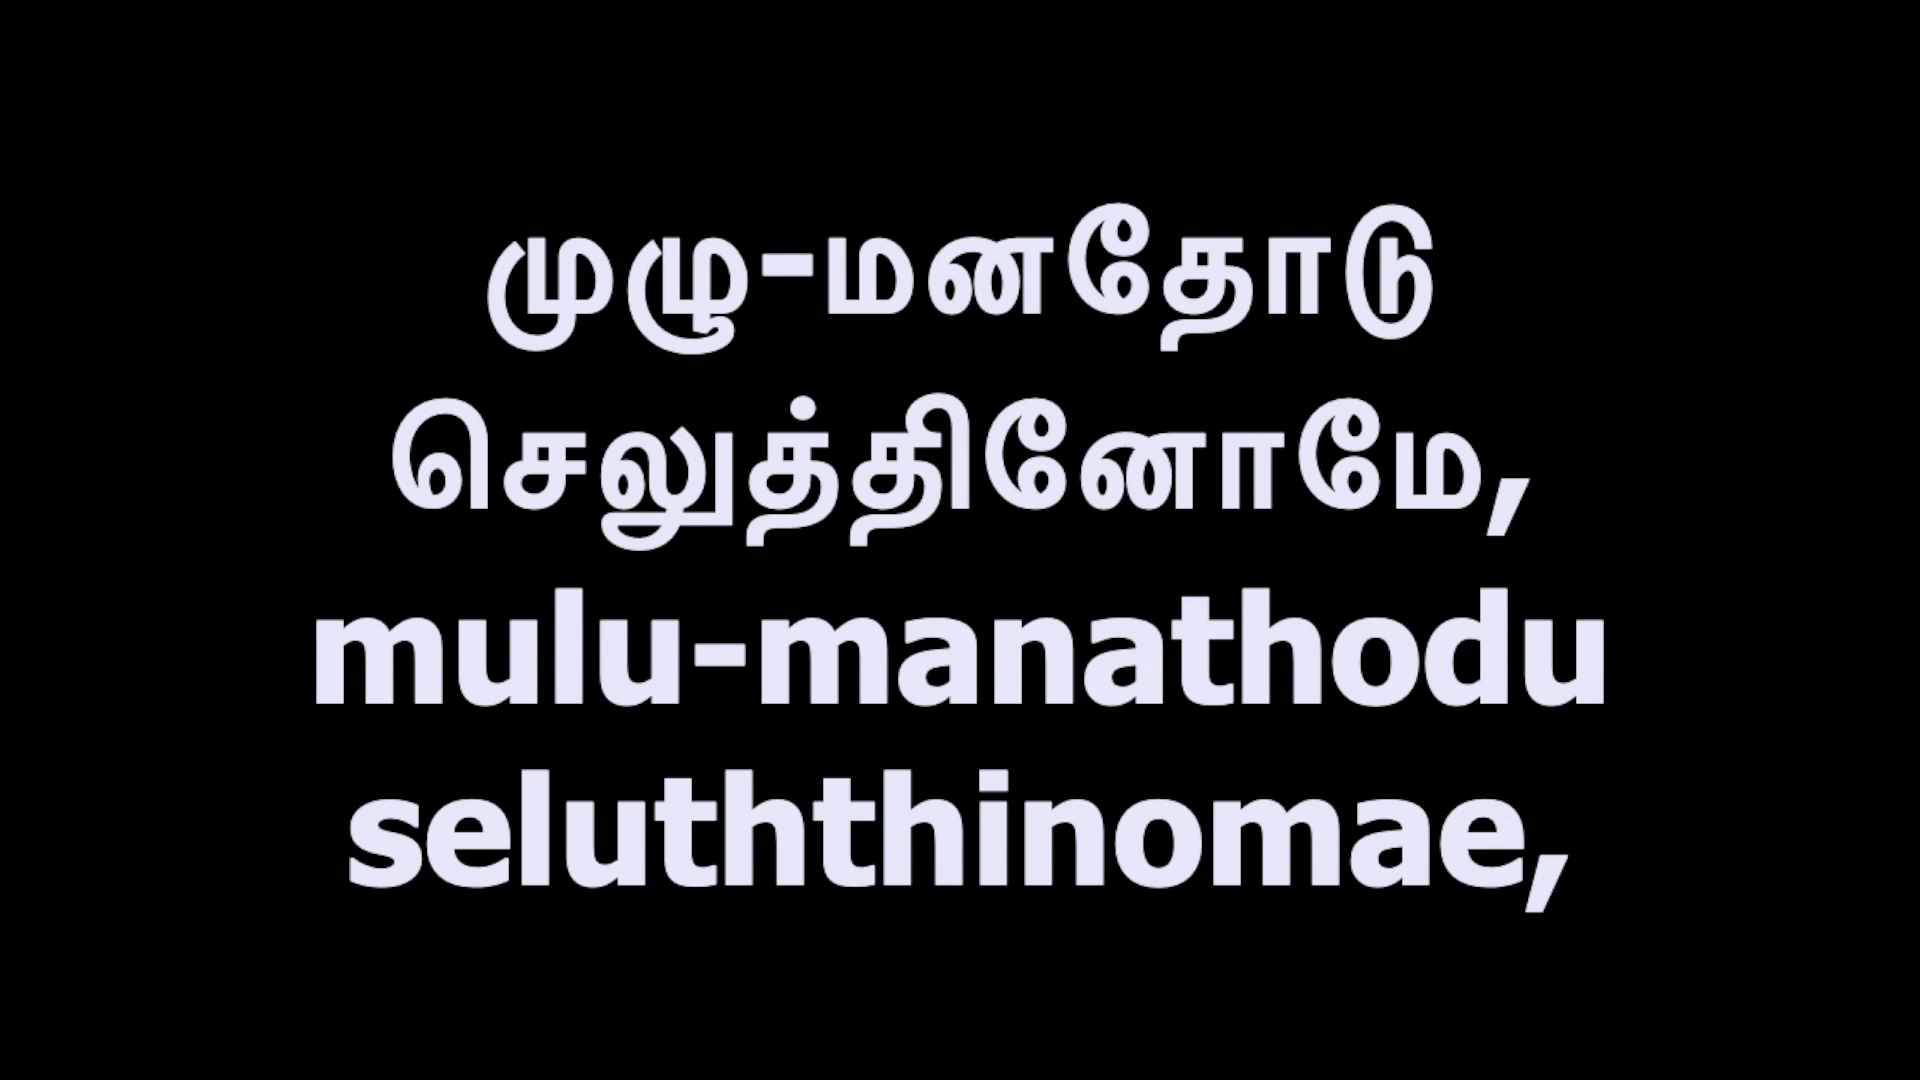 முழு-மனதோடு
செலுத்தினோமே,
mulu-manathodu
seluththinomae,